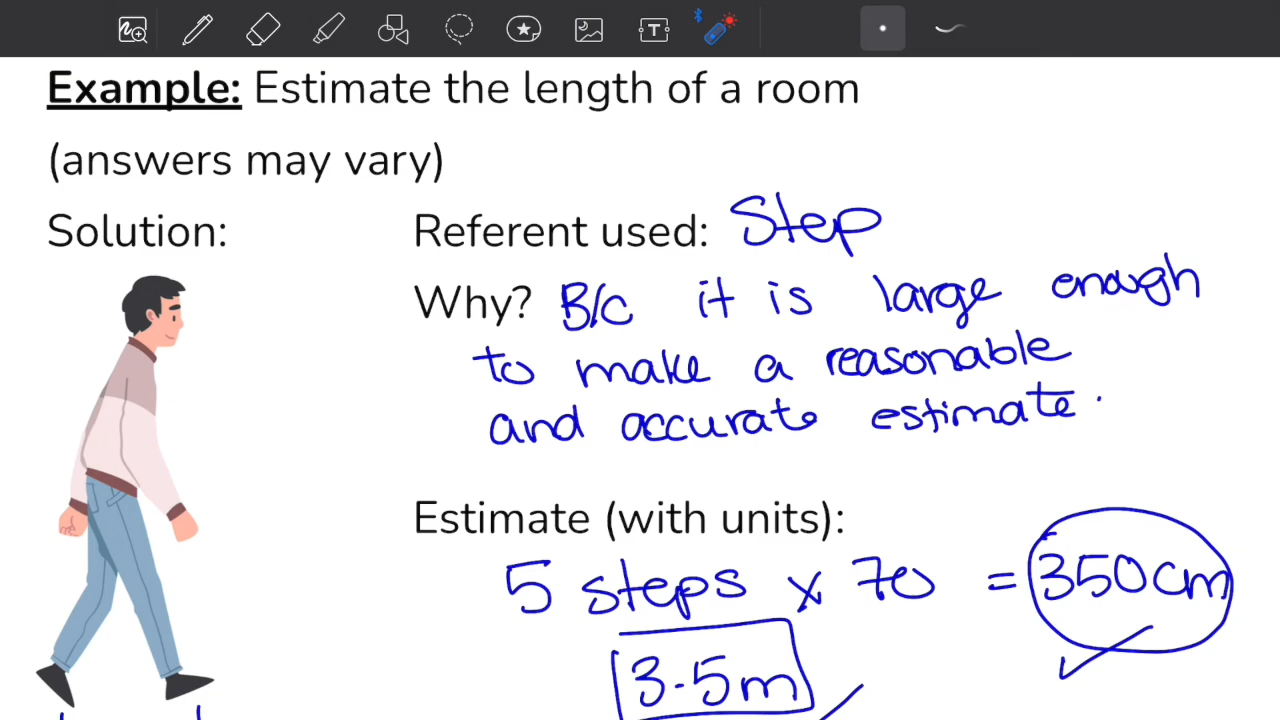 Example: Estimate the length of a room
(answers may vary)
Solution:
Referent used: Step
Why? B/c it is large enough
to make a reasonable
and accurate estimate.
Estimate (with units):
5 steps x 70 = 350cm
3.5m